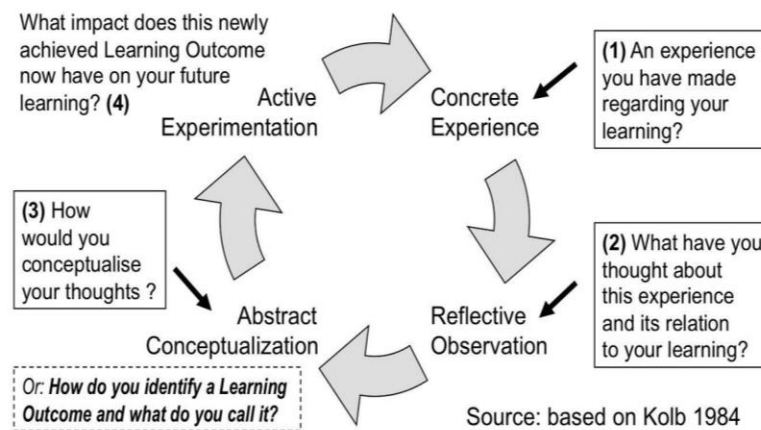 What impact does this newly
achieved Learning Outcome
now have on your future
learning? (4)
Active
Experimentation
Concrete
Experience
(1) An experience
you have made
regarding your
learning?
(2) What have you
thought about
this experience
and its relation
to your learning?
Reflective
Observation
Abstract
Conceptualization
(3) How
would you
conceptualise
your thoughts ?
Or: How do you identify a Learning
Outcome and what do you call it?
Source: based on Kolb 1984